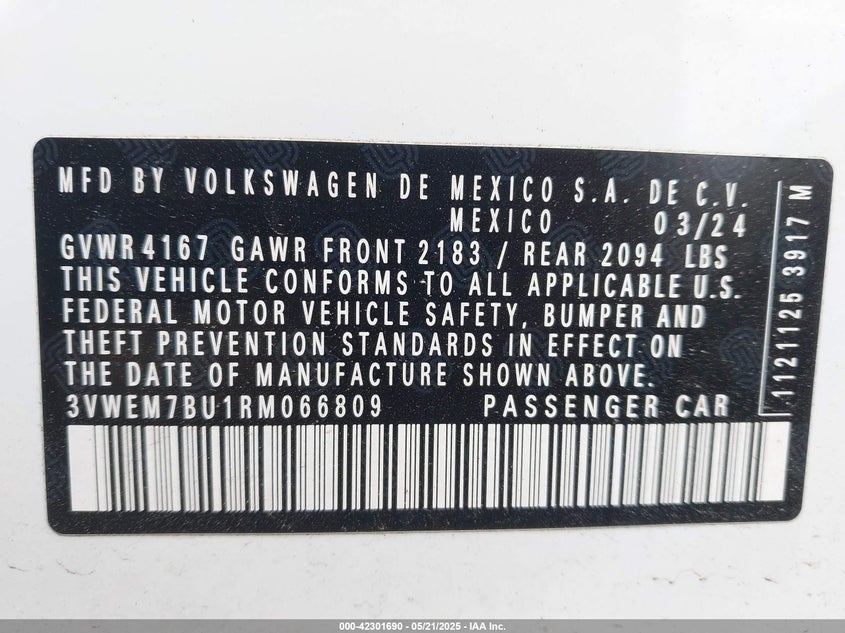 MFD BY VOLKSWAGEN DE MEXICO S.A. DE C.V.
MEXICO 03/24
GVWR 4167 GAWR FRONT 2183 / REAR 2094 LBS
THIS VEHICLE CONFORMS TO ALL APPLICABLE U.S.
FEDERAL MOTOR VEHICLE SAFETY, BUMPER AND
THEFT PREVENTION STANDARDS IN EFFECT ON
THE DATE OF MANUFACTURE SHOWN ABOVE.
3VWEM7BU1RM066809 PASSENGER CAR
1121125 3917 M
000-42301690 - 05/21/2025 - IAA Inc.